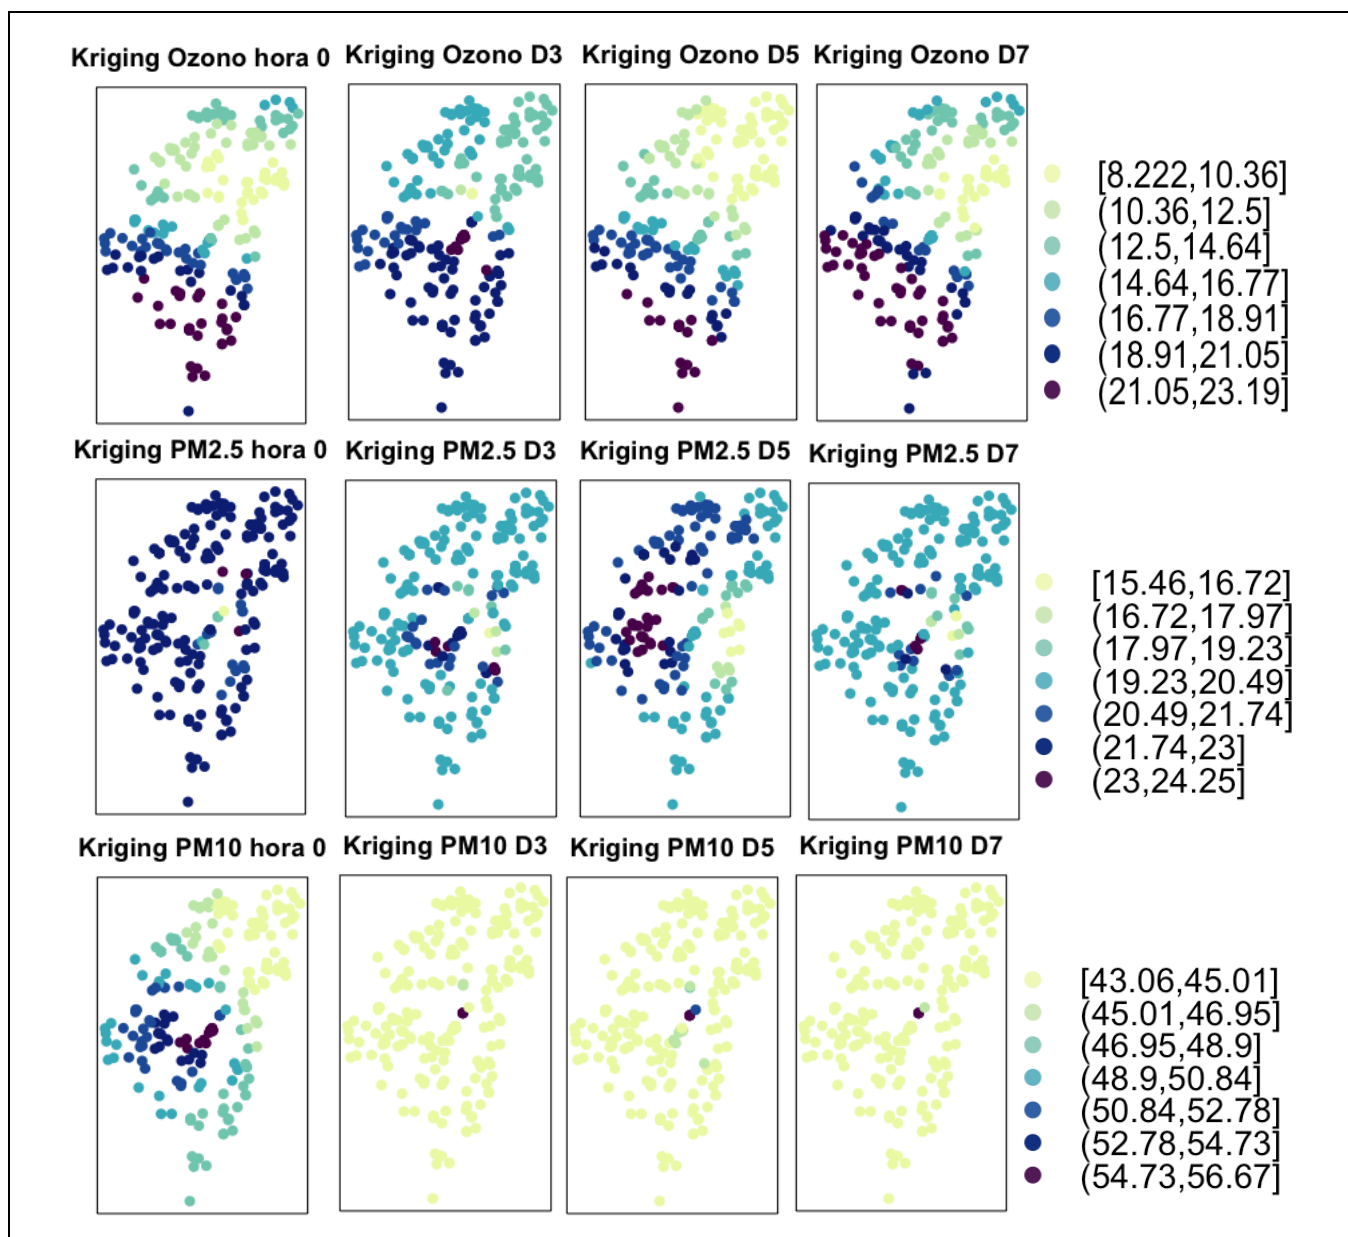 Kriging Ozono hora 0
Kriging Ozono D3
Kriging Ozono D5
Kriging Ozono D7
[8.222,10.36]
(10.36,12.5]
(12.5,14.64]
(14.64,16.77]
(16.77,18.91]
(18.91,21.05]
(21.05,23.19]
Kriging PM2.5 hora 0
Kriging PM2.5 D3
Kriging PM2.5 D5
Kriging PM2.5 D7
[15.46,16.72]
(16.72,17.97]
(17.97,19.23]
(19.23,20.49]
(20.49,21.74]
(21.74,23]
(23,24.25]
Kriging PM10 hora 0
Kriging PM10 D3
Kriging PM10 D5
Kriging PM10 D7
[43.06,45.01]
(45.01,46.95]
(46.95,48.9]
(48.9,50.84]
(50.84,52.78]
(52.78,54.73]
(54.73,56.67]